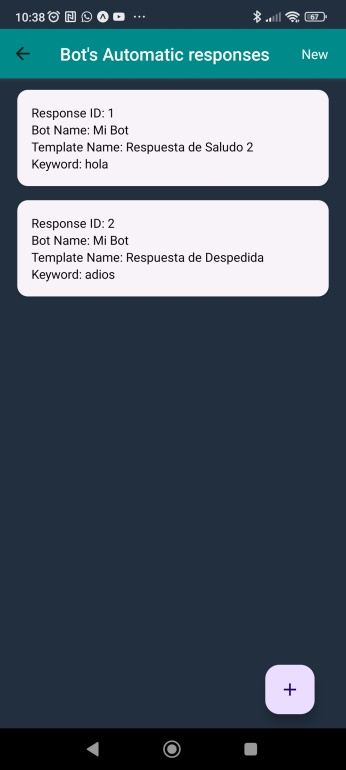 10:38
67
Bot's Automatic responses
New
Response ID: 1
Bot Name: Mi Bot
Template Name: Respuesta de Saludo 2
Keyword: hola
Response ID: 2
Bot Name: Mi Bot
Template Name: Respuesta de Despedida
Keyword: adios
+